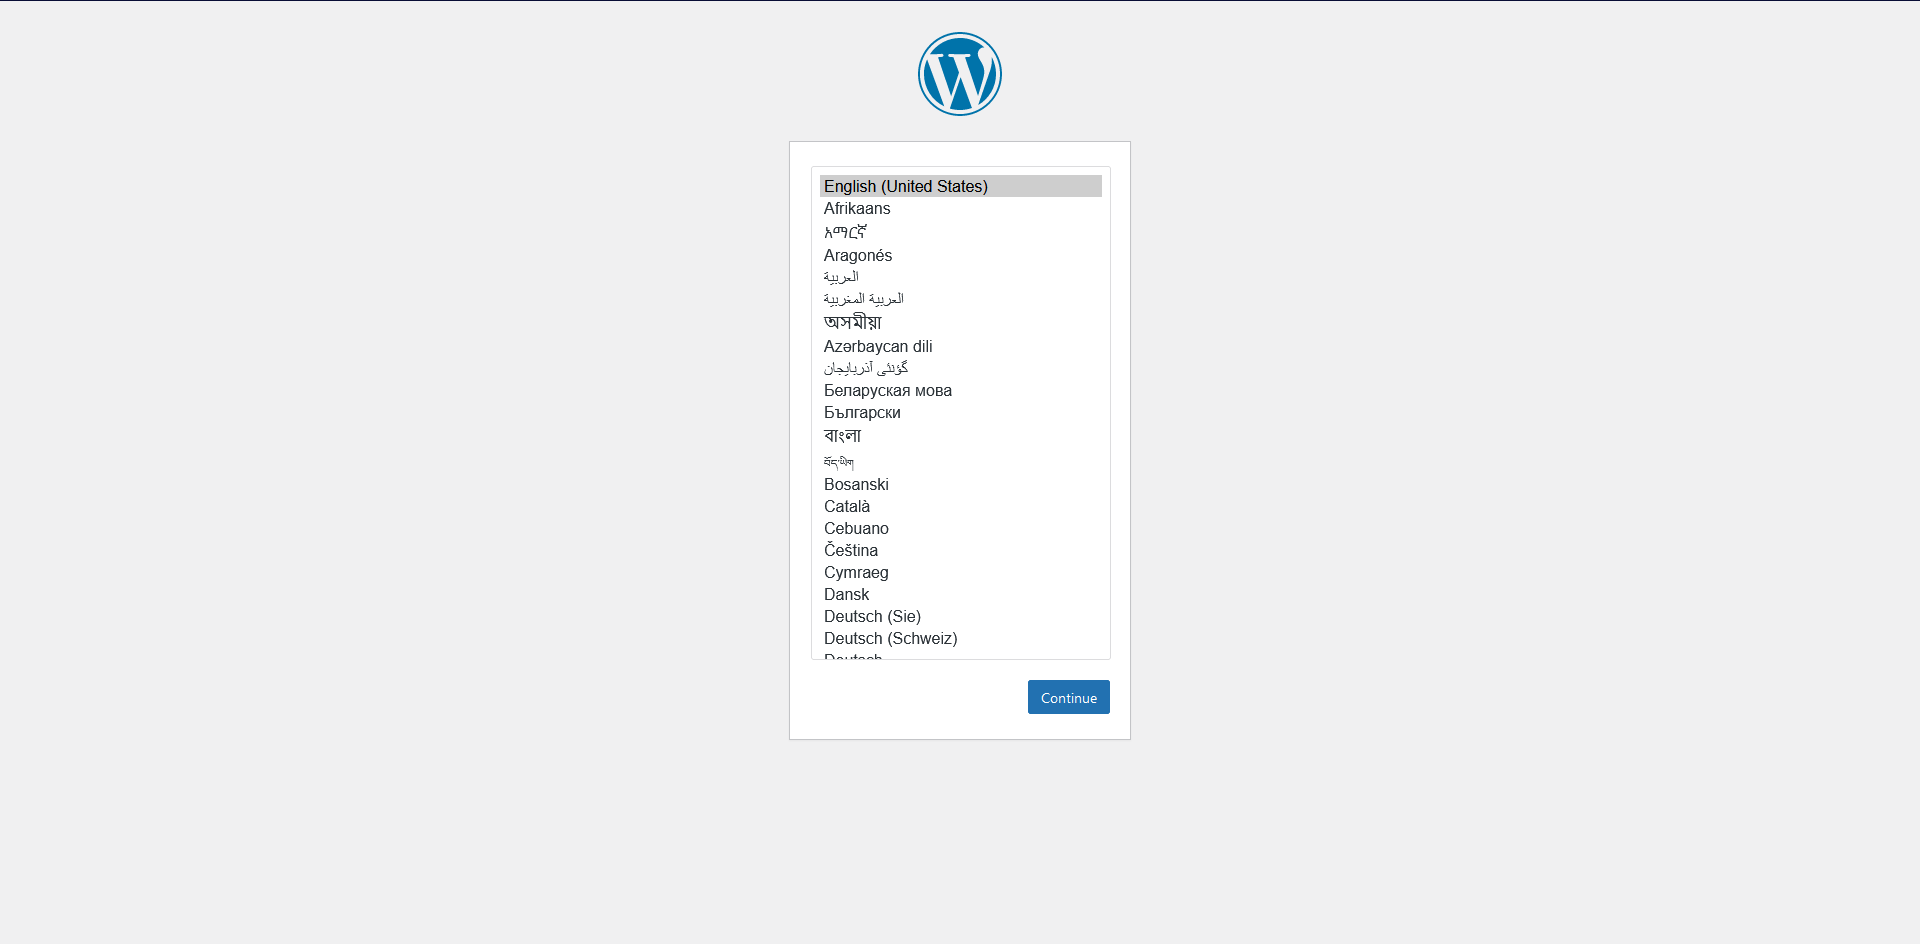 English (United States)
Afrikaans
አማርኛ
Aragonés
العربية
العربية المغربية
অসমীয়া
Azərbaycan dili
گؤنئی آذربایجان
Беларуская мова
Български
বাংলা
བོད་ཡིག
Bosanski
Català
Cebuano
Čeština
Cymraeg
Dansk
Deutsch (Sie)
Deutsch (Schweiz)
Deutsch
Continue